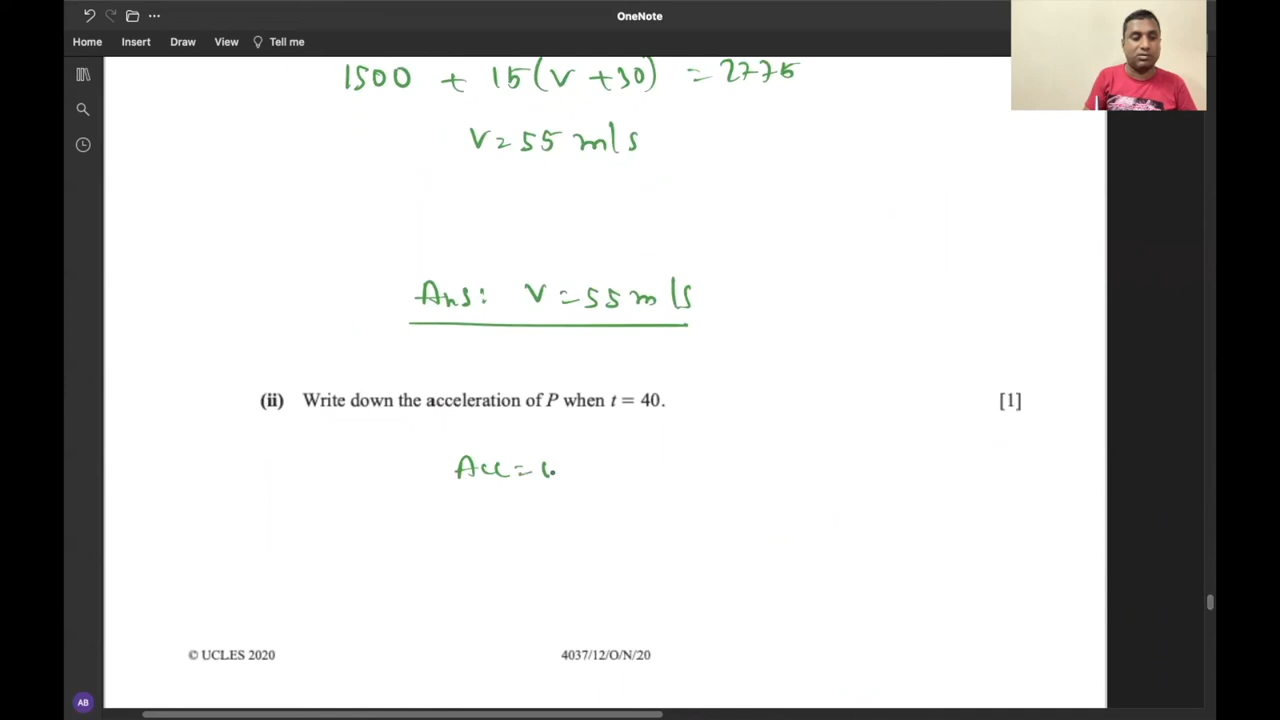 OneNote
Home Insert Draw View Tell me
1500 + 15(v + 30) = 2775
v = 55 m/s
Ans: v = 55 m/s
(ii) Write down the acceleration of P when t = 40. [1]
Acc =
© UCLES 2020 4037/12/O/N/20
AB